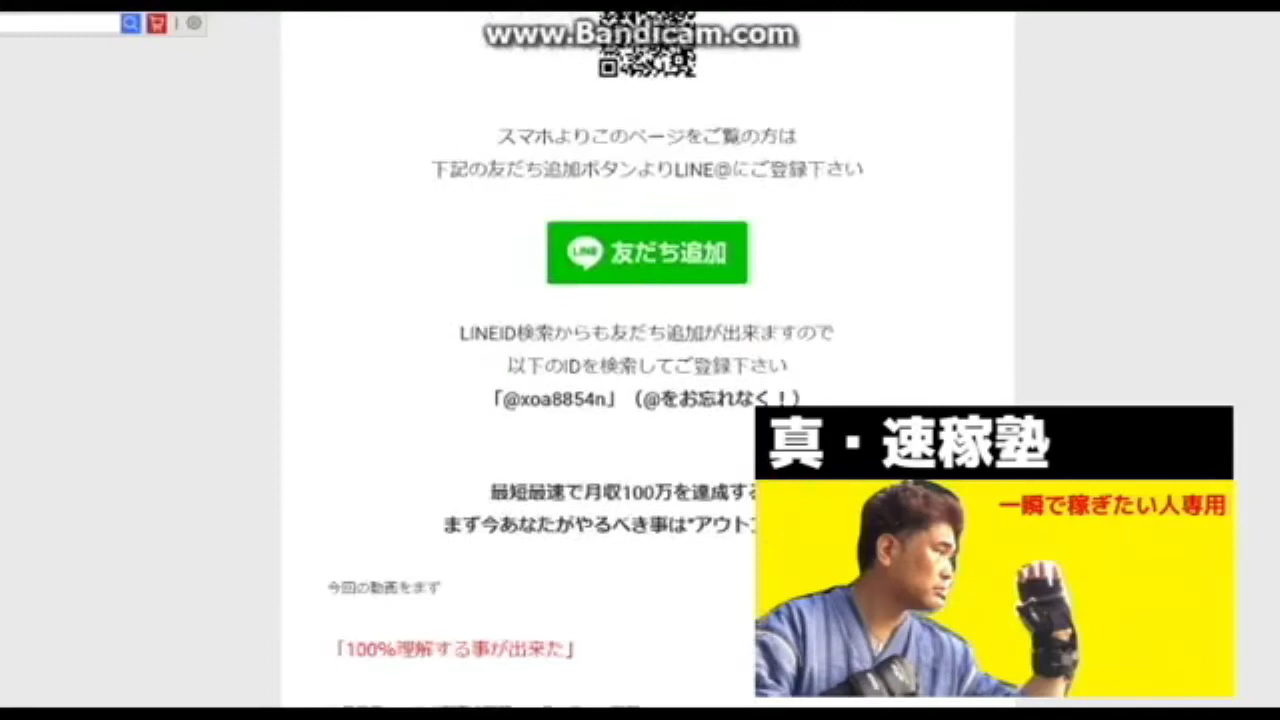 www.Bandicam.com
スマホよりこのページをご覧の方は
下記の友だち追加ボタンよりLINE@にご登録下さい
LINE 友だち追加
LINEID検索からも友だち追加が出来ますので
以下のIDを検索してご登録下さい
「@xoa8854n」（@をお忘れなく！）
真・速稼塾
最短最速で月収100万を達成する
一瞬で稼ぎたい人専用
まず今あなたがやるべき事は"アウト
今回の動画をまず
「100%理解する事が出来た」